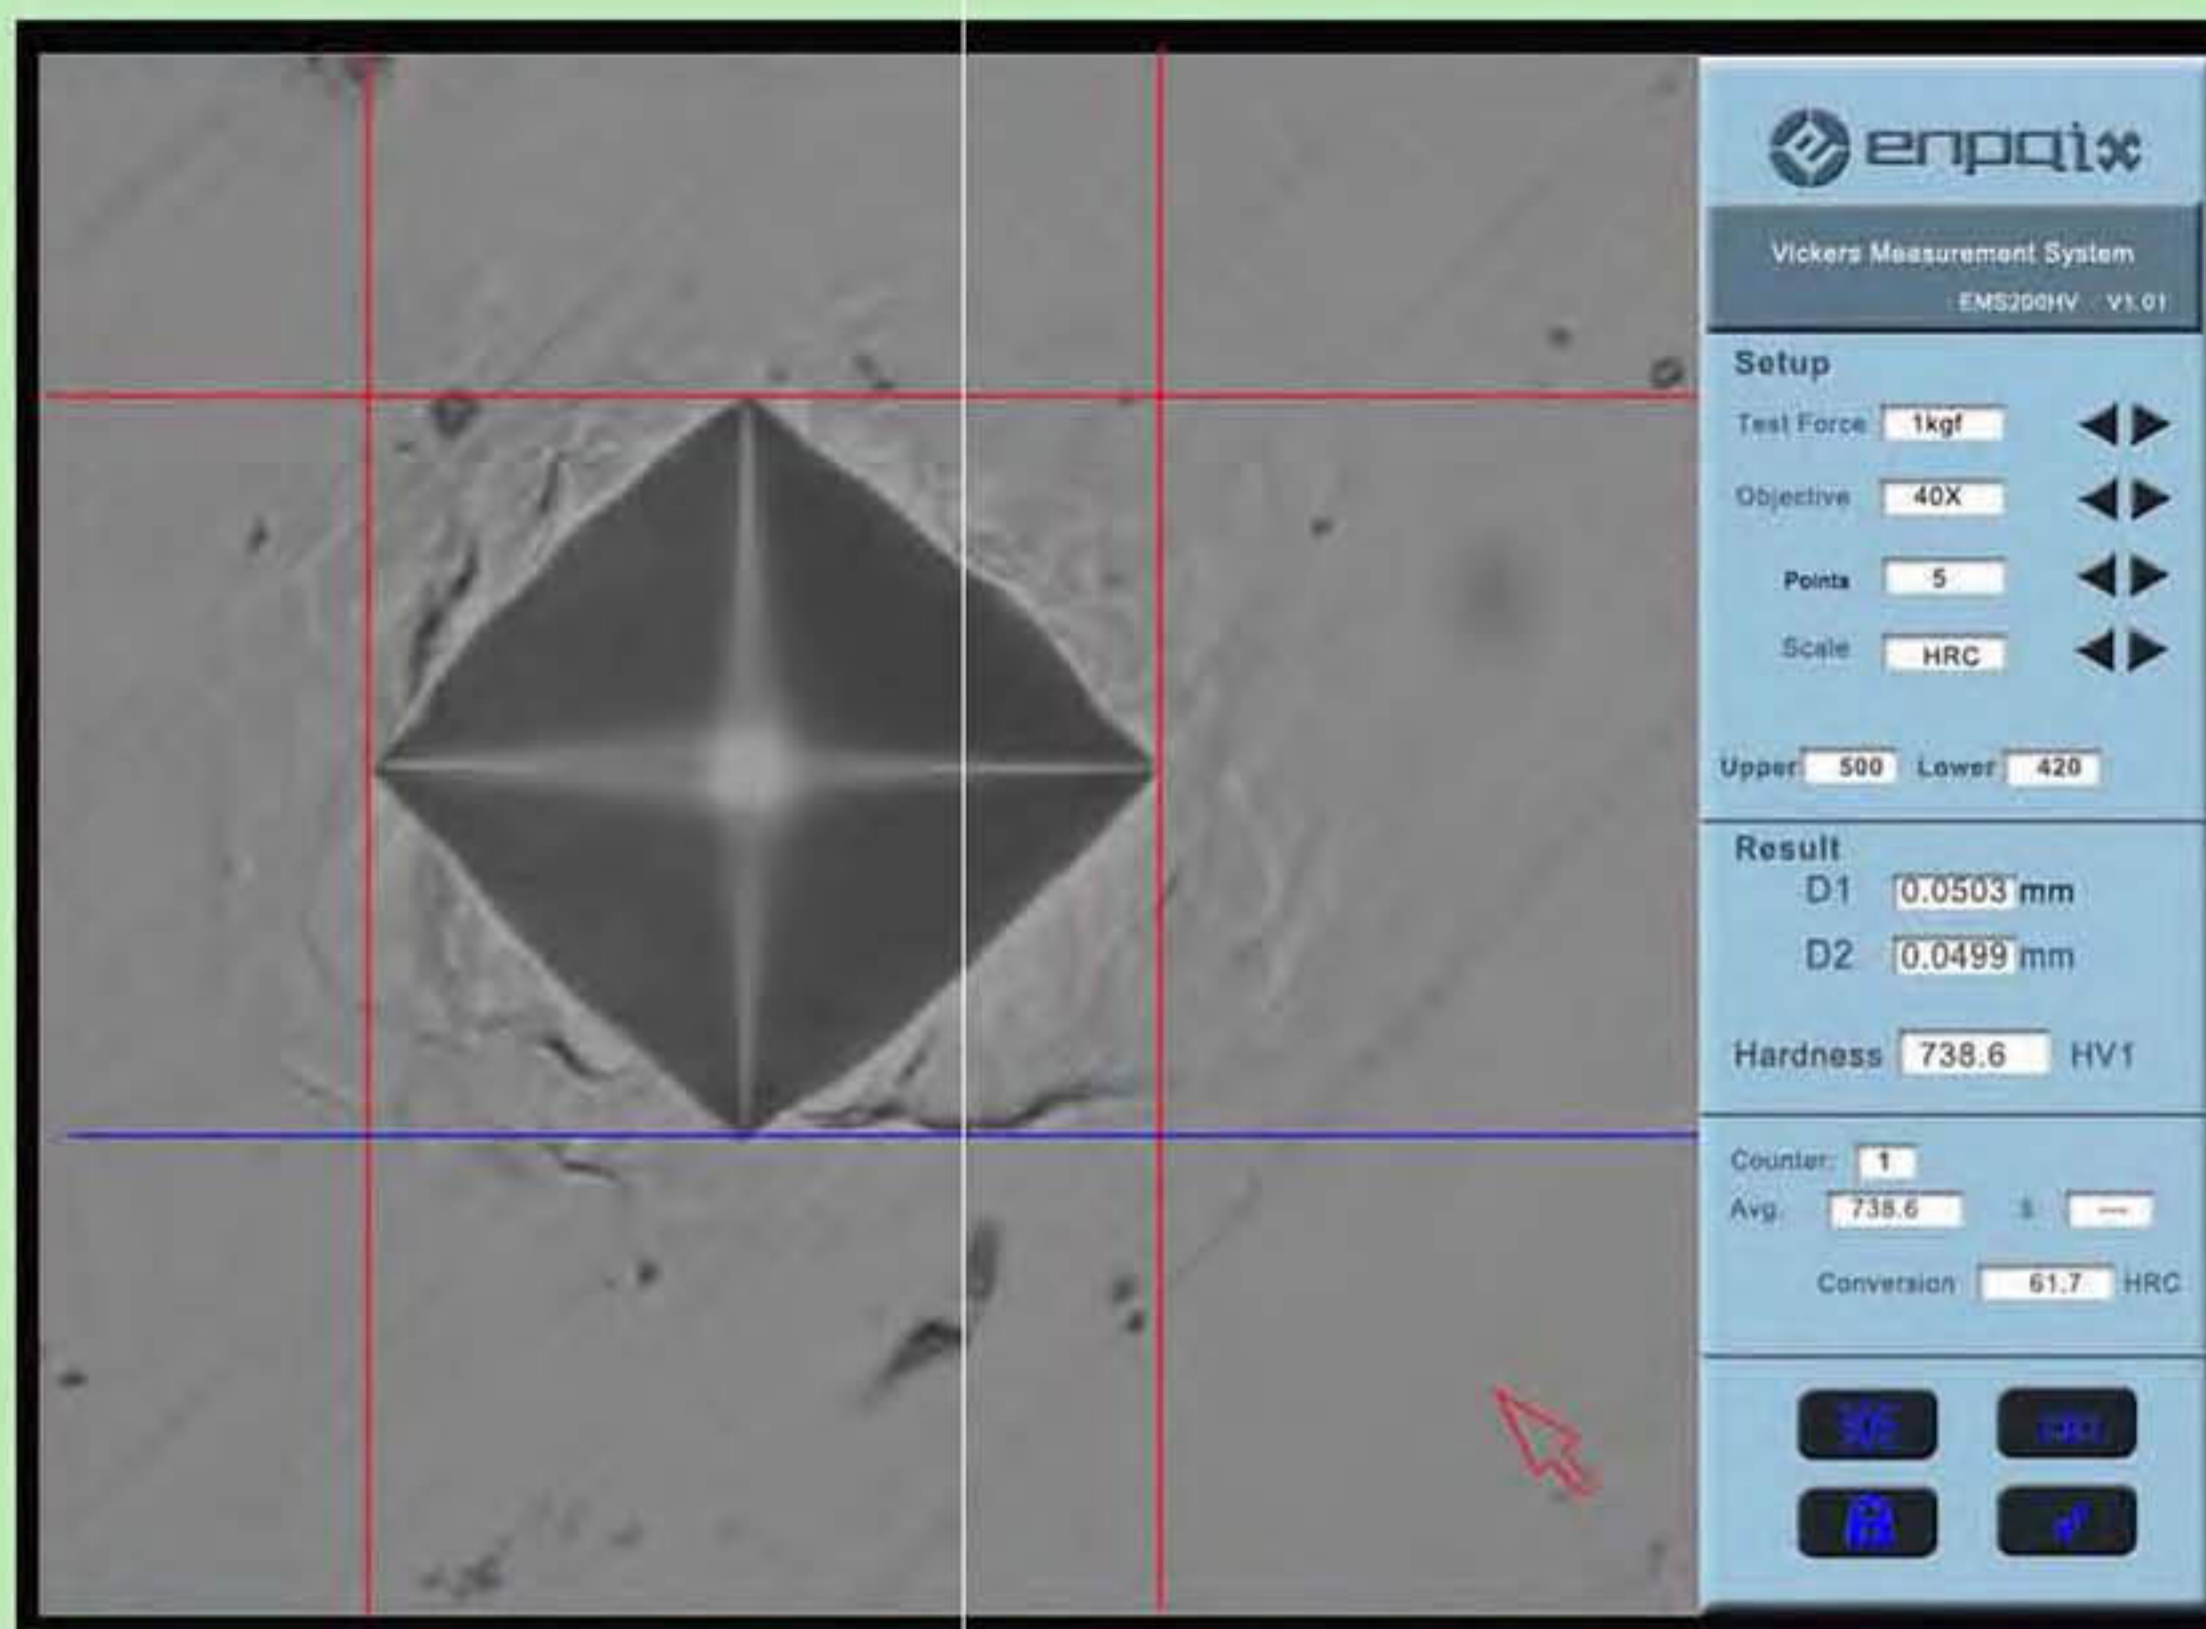 enpqix
Vickers Measurement System
EMS200HV V1.01
Setup
Test Force 1kgf
Objective 40X
Points 5
Scale HRC
Upper 500 Lower 420
Result
D1 0.0503 mm
D2 0.0499 mm
Hardness 738.6 HV1
Counter: 1
Avg. 738.6 ---
Conversion 61.7 HRC